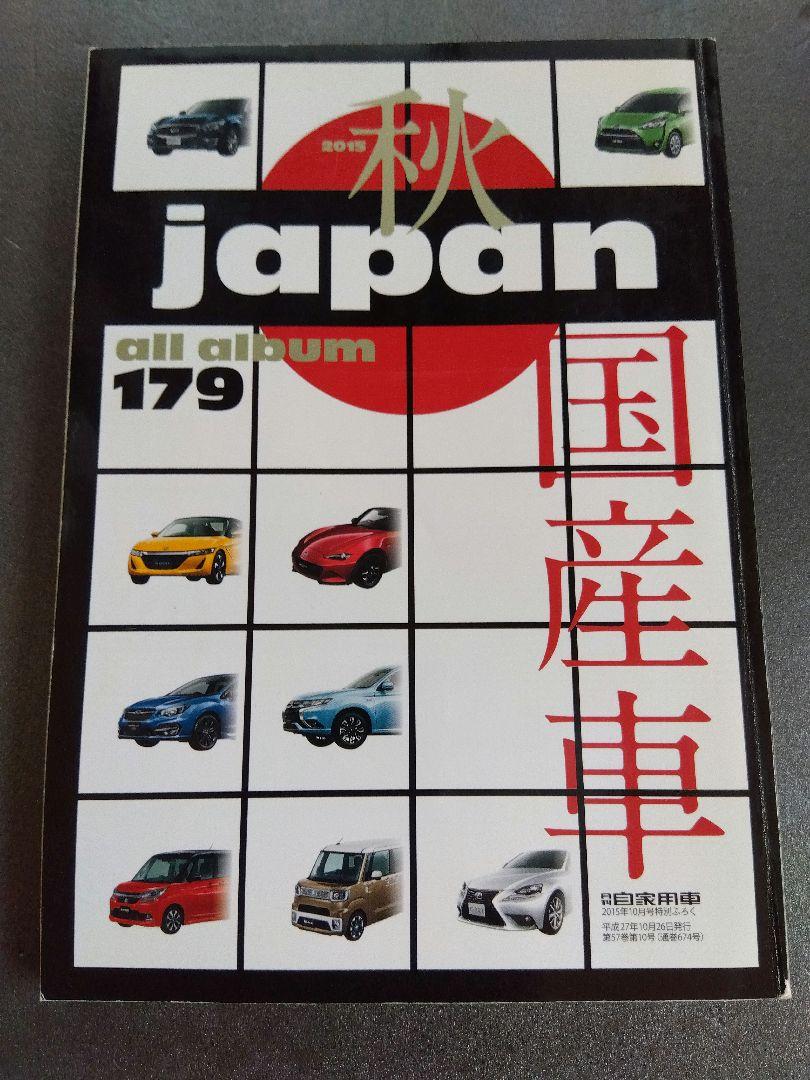 2015 秋
japan
all album
179
国産車
月刊自家用車
2015年10月号特別ふろく
平成27年10月26日発行
第57巻第10号(通巻674号)